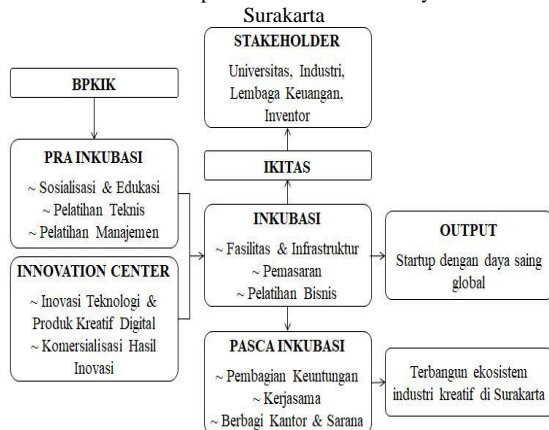 Surakarta
STAKEHOLDER
Universitas, Industri,
Lembaga Keuangan,
Inventor
BPKIK
IKITAS
PRA INKUBASI
~ Sosialisasi & Edukasi
~ Pelatihan Teknis
~ Pelatihan Manajemen
INNOVATION CENTER
~ Inovasi Teknologi &
Produk Kreatif Digital
~ Komersialisasi Hasil
Inovasi
INKUBASI
~ Fasilitas & Infrastruktur
~ Pemasaran
~ Pelatihan Bisnis
OUTPUT
Startup dengan daya saing
global
PASCA INKUBASI
~ Pembagian Keuntungan
~ Kerjasama
~ Berbagi Kantor & Sarana
Terbangun ekosistem
industri kreatif di Surakarta